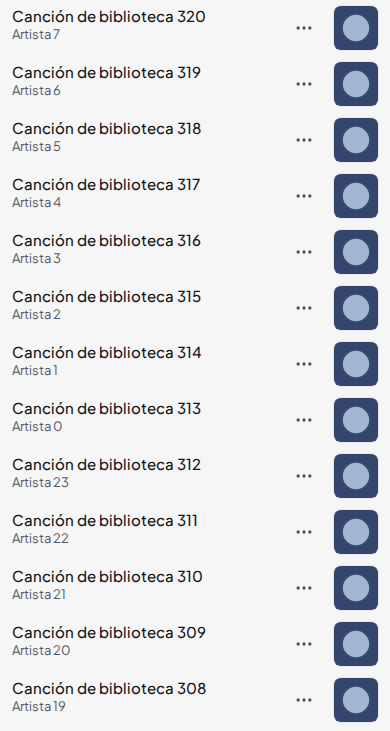 Canción de biblioteca 320
Artista 7
Canción de biblioteca 319
Artista 6
Canción de biblioteca 318
Artista 5
Canción de biblioteca 317
Artista 4
Canción de biblioteca 316
Artista 3
Canción de biblioteca 315
Artista 2
Canción de biblioteca 314
Artista 1
Canción de biblioteca 313
Artista 0
Canción de biblioteca 312
Artista 23
Canción de biblioteca 311
Artista 22
Canción de biblioteca 310
Artista 21
Canción de biblioteca 309
Artista 20
Canción de biblioteca 308
Artista 19